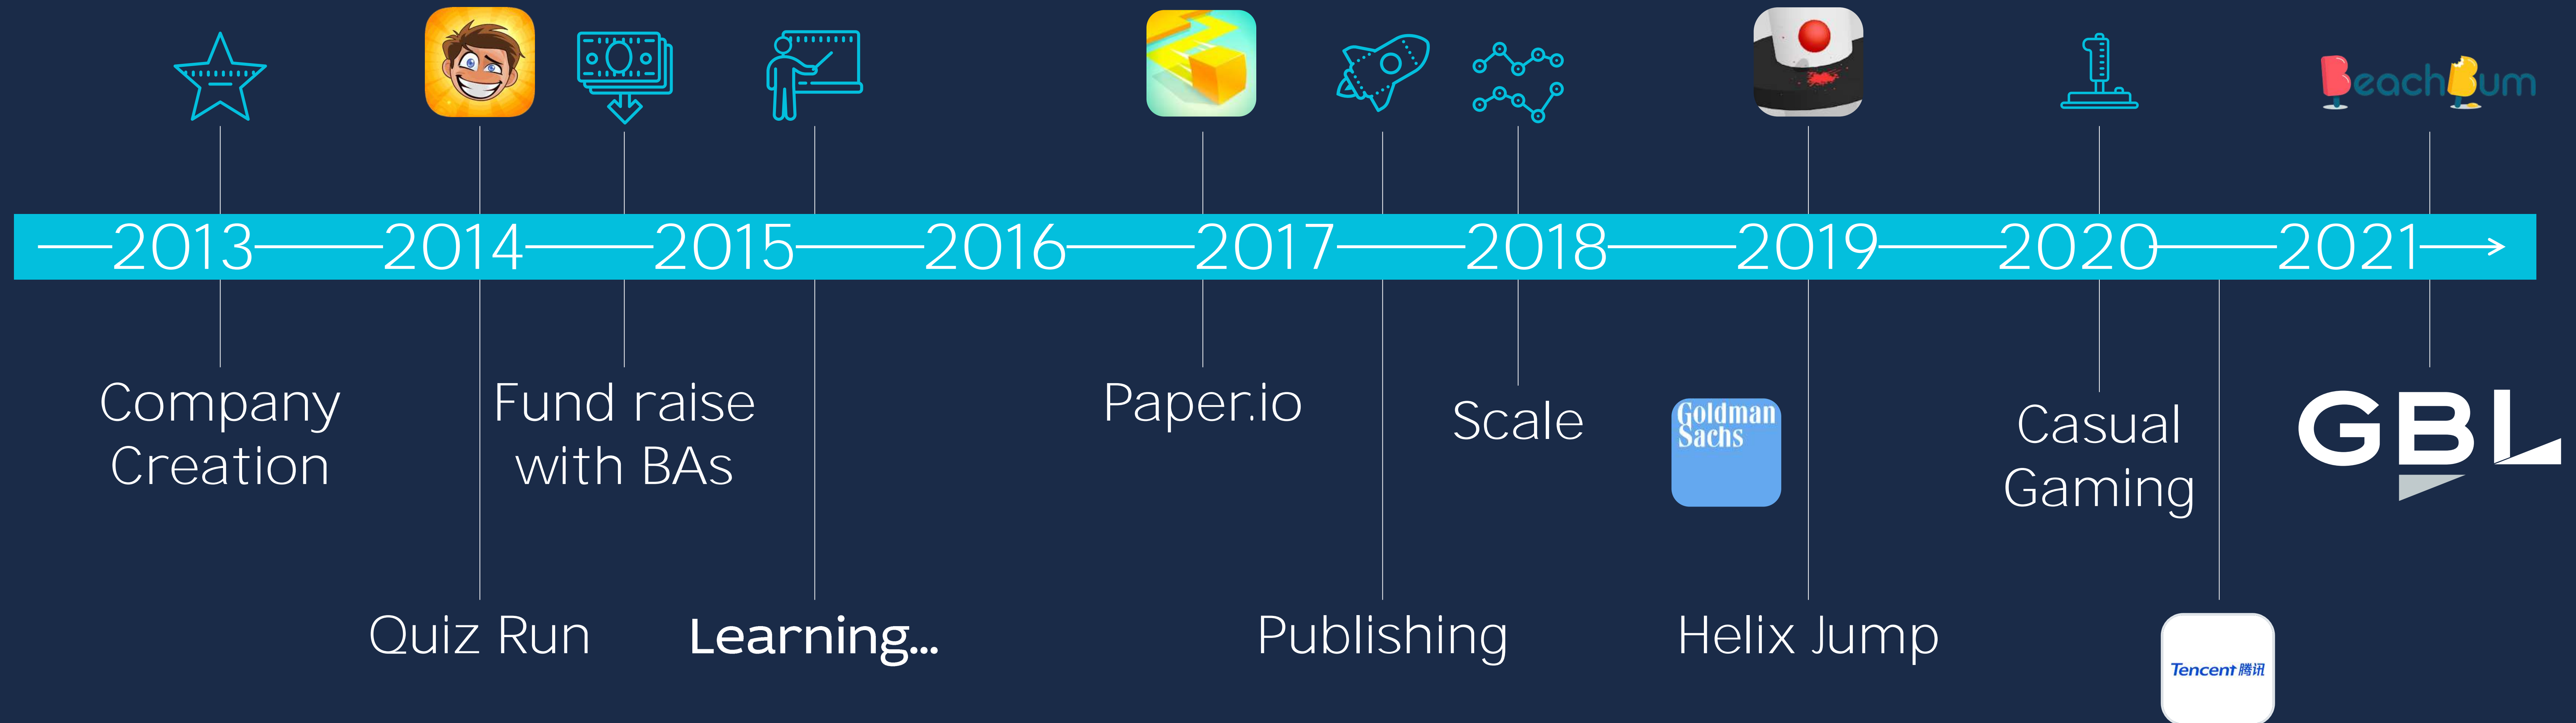 BeachBum
2013 2014 2015 2016 2017 2018 2019 2020 2021
Company
Creation
Fund raise
with BAs
Paper.io
Scale
Goldman
Sachs
Casual
Gaming
GBL
Quiz Run
Learning...
Publishing
Helix Jump
Tencent 腾讯